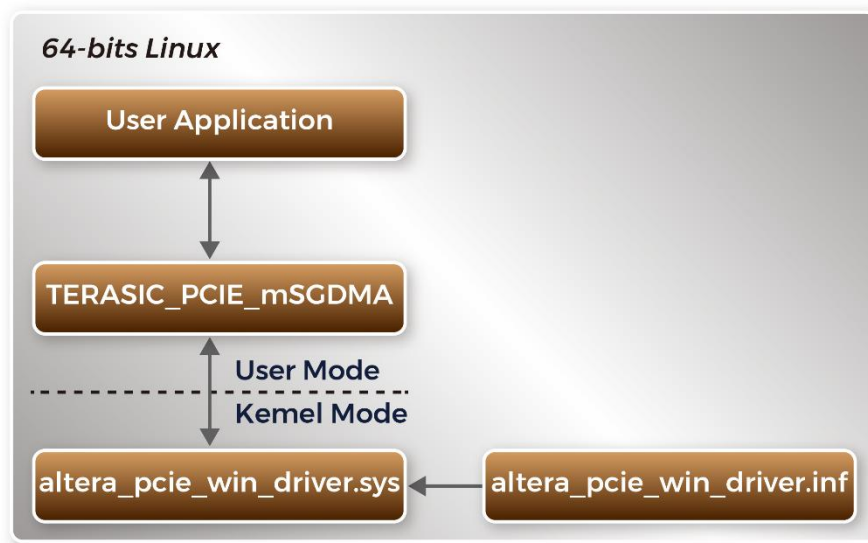 64-bits Linux
User Application
TERASIC_PCIE_mSGDMA
User Mode
Kemel Mode
altera_pcie_win_driver.sys
altera_pcie_win_driver.inf